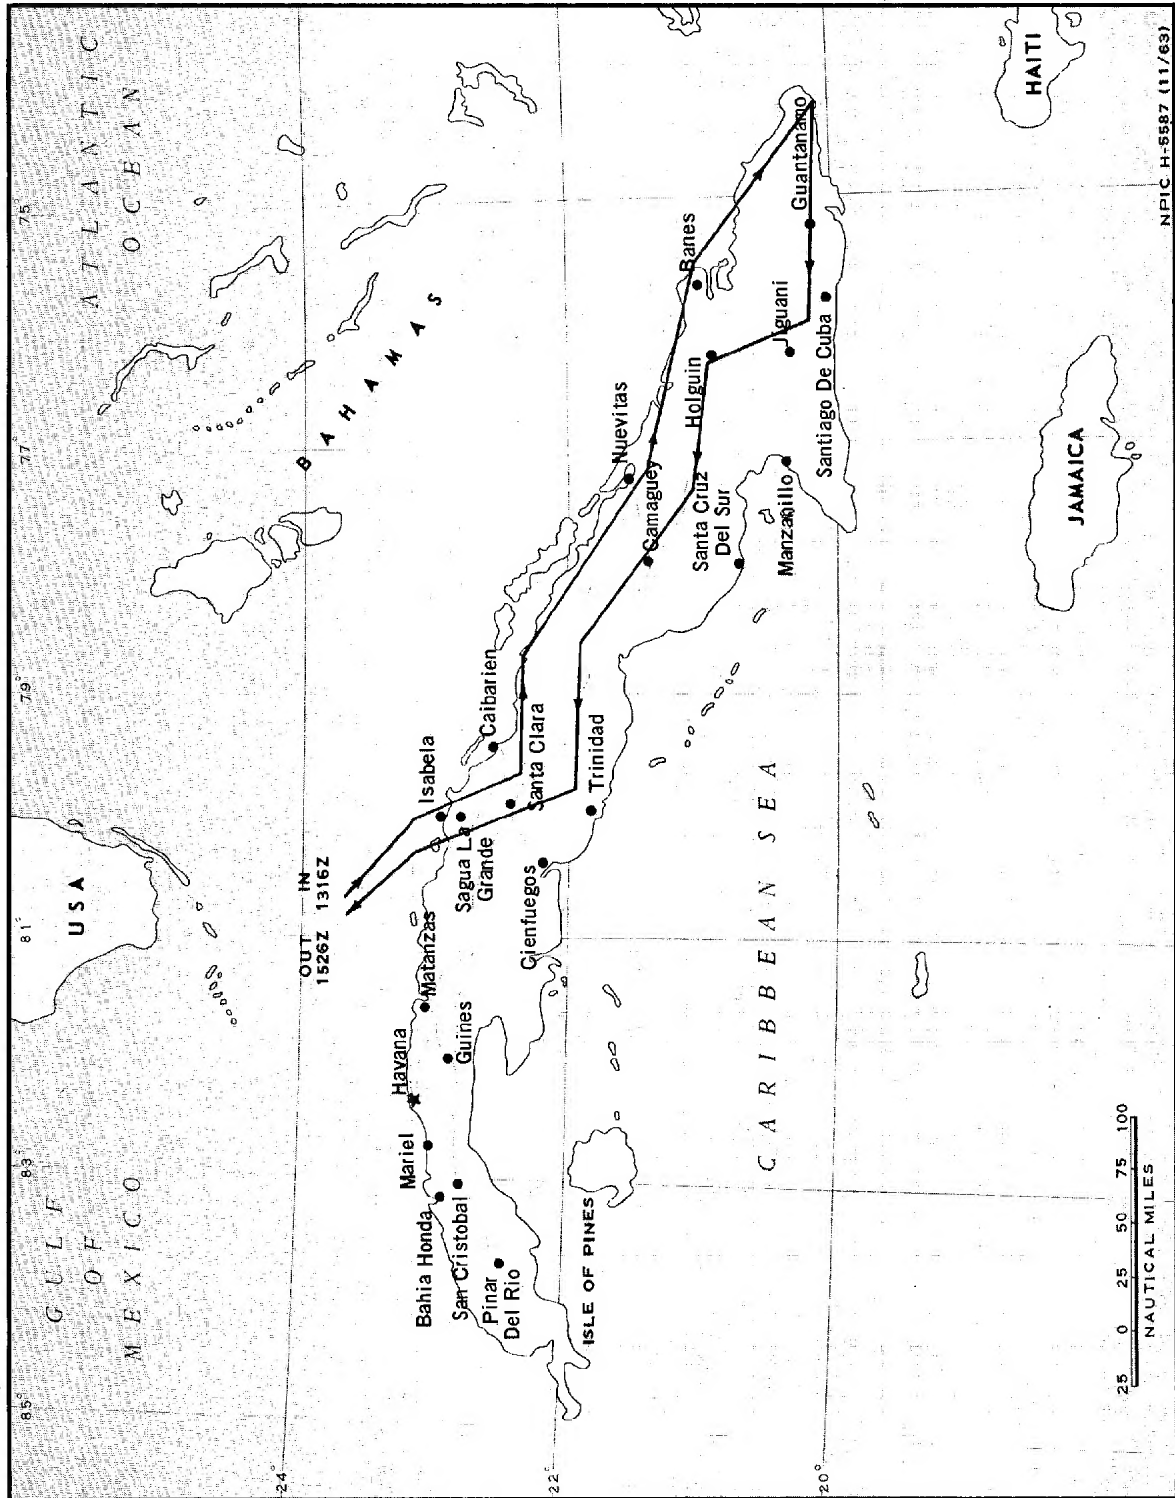 85°
83°
81°
79
77
75
GULF
OF
MEXICO
USA
ATLANTIC
OCEAN
BAHAMAS
OUT
1526Z
IN
1316Z
24°
22°
20°
Havana
Mariel
Bahia Honda
San Cristobal
Pinar
Del Rio
Guines
Matanzas
Isabela
Sagua La
Grande
Caibarien
Santa Clara
Cienfuegos
Trinidad
Nuevitas
Camaguey
Santa Cruz
Del Sur
Manzanillo
Holguin
Banes
Jiguani
Guantanamo
Santiago De Cuba
ISLE OF PINES
CARIBBEAN SEA
JAMAICA
HAITI
25 0 25 50 75 100
NAUTICAL MILES
NPIC H-5587 (11/63)